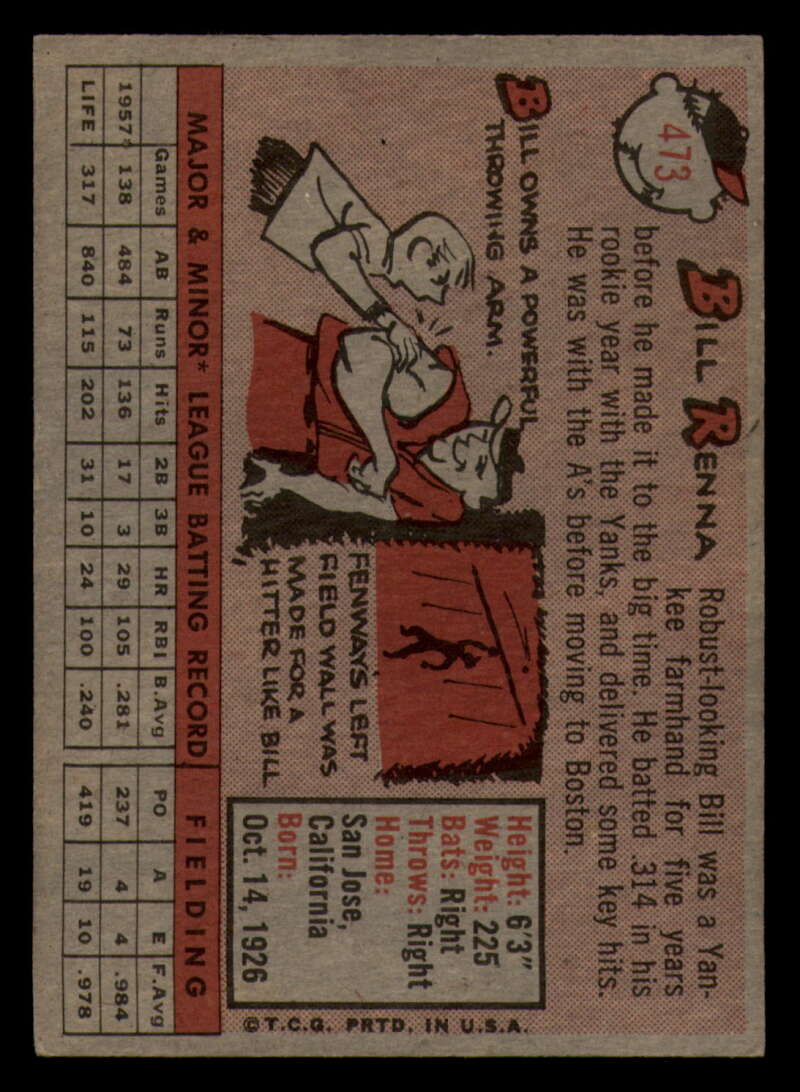 473
BILL RENNA
Robust-looking Bill was a Yan-
kee farmhand for five years
before he made it to the big time. He batted .314 in his
rookie year with the Yanks, and delivered some key hits.
He was with the A's before moving to Boston.
BILL OWNS A POWERFUL
THROWING ARM.
FENWAY'S LEFT
FIELD WALL WAS
MADE FOR A
HITTER LIKE BILL
Height: 6'3"
Weight: 225
Bats: Right
Throws: Right
Home:
San Jose,
California
Born:
Oct. 14, 1926
©T.C.G. PRTD. IN U.S.A.
MAJOR & MINOR* LEAGUE BATTING RECORD FIELDING
Games AB Runs Hits 2B 3B HR RBI B.Avg PO A E F.Avg
1957* 138 484 73 136 17 3 29 105 .281 237 4 4 .984
LIFE 317 840 115 202 31 10 24 100 .240 419 19 10 .978